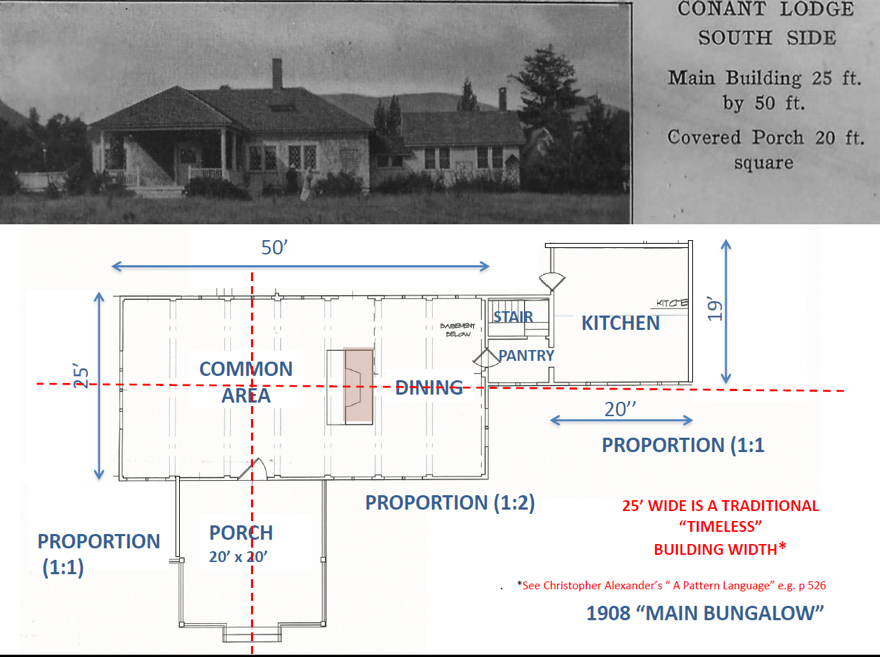 CONANT LODGE
SOUTH SIDE
Main Building 25 ft.
by 50 ft.
Covered Porch 20 ft.
square
50’
25’
COMMON
AREA
DINING
BASEMENT
BELOW
STAIR
PANTRY
KITCHEN
19’
20’’
PROPORTION (1:1
PROPORTION (1:2)
PROPORTION
(1:1)
PORCH
20’ x 20’
25’ WIDE IS A TRADITIONAL
“TIMELESS”
BUILDING WIDTH*
*See Christopher Alexander’s “ A Pattern Language” e.g. p 526
1908 “MAIN BUNGALOW”